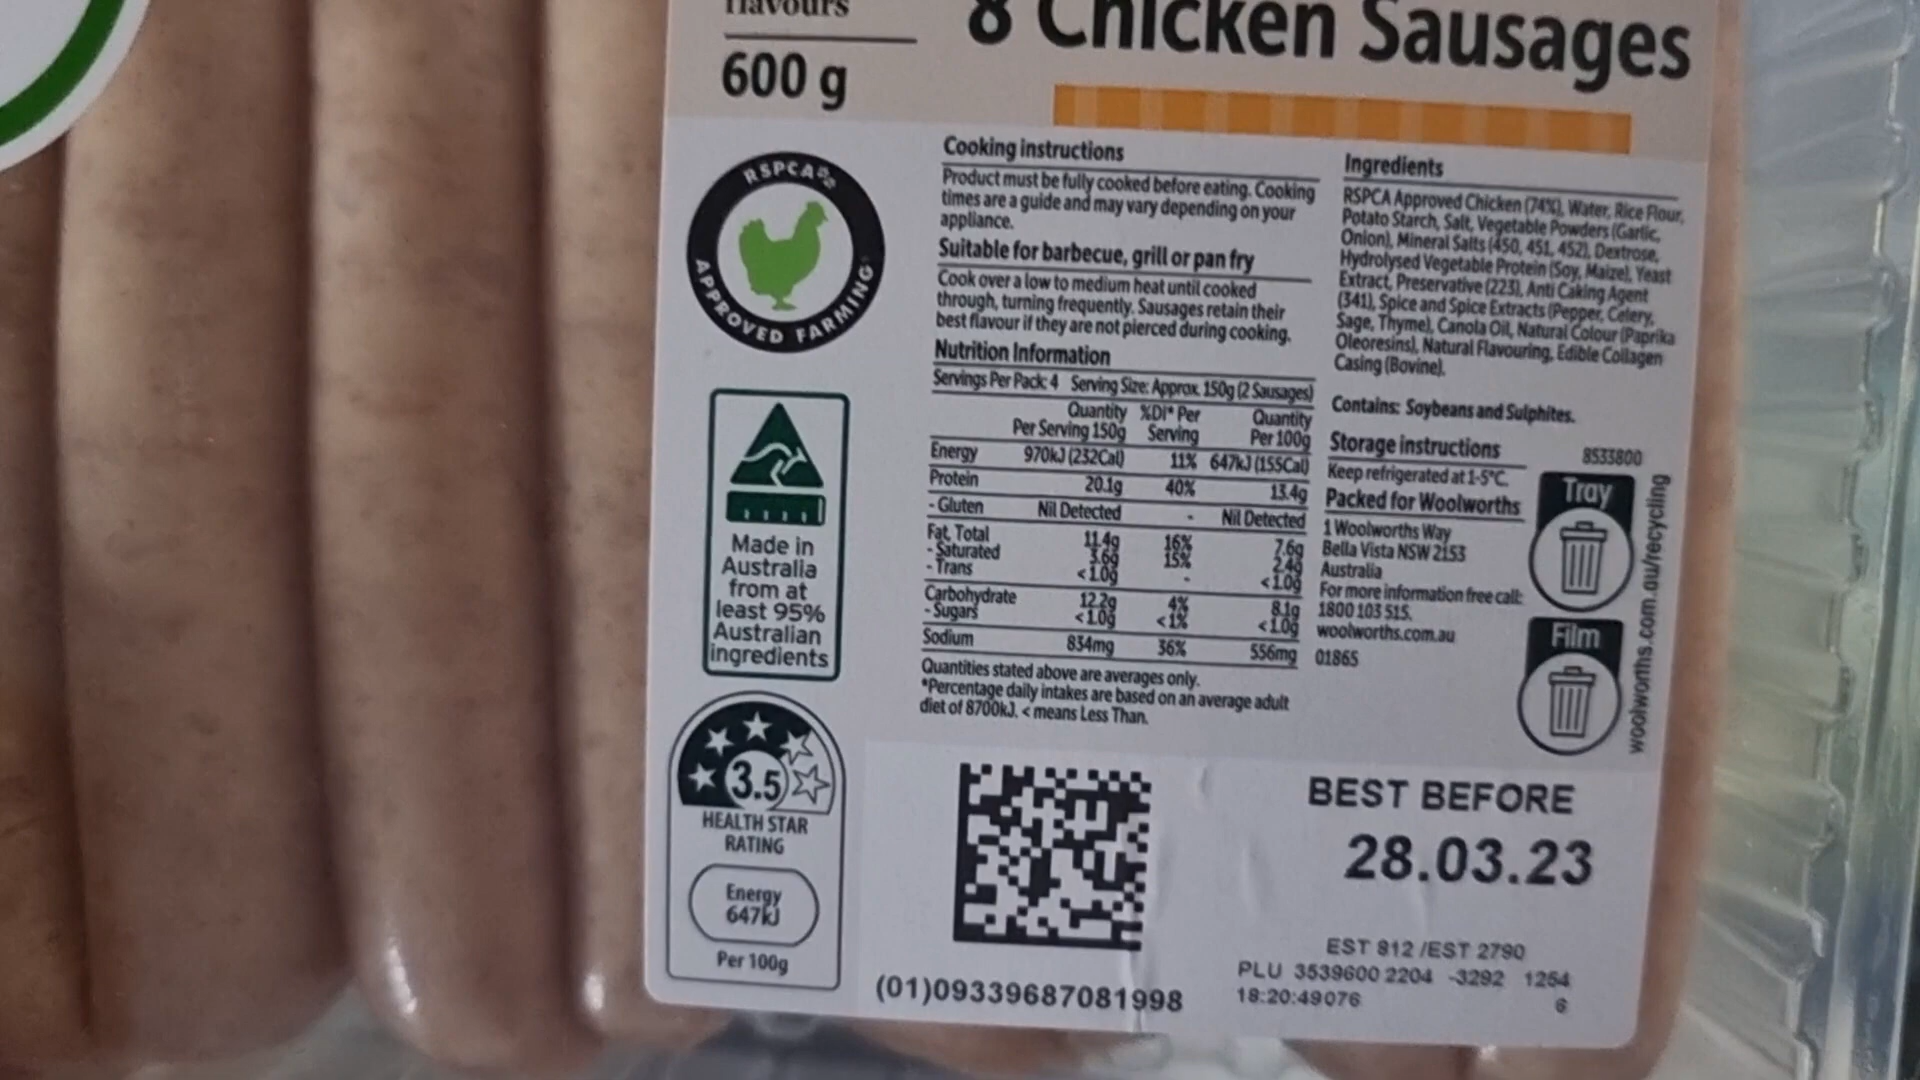 flavours
600 g
8 Chicken Sausages
RSPCA
APPROVED FARMING
Cooking instructions
Product must be fully cooked before eating. Cooking
times are a guide and may vary depending on your
appliance.
Suitable for barbecue, grill or pan fry
Cook over a low to medium heat until cooked
through, turning frequently. Sausages retain their
best flavour if they are not pierced during cooking.
Nutrition Information
Servings Per Pack: 4 Serving Size: Approx. 150g (2 Sausages)
Quantity %DI* Per Quantity
Per Serving 150g Serving Per 100g
Energy 970kJ (232Cal) 11% 647kJ (155Cal)
Protein 20.1g 40% 13.4g
- Gluten Nil Detected - Nil Detected
Fat, Total 11.4g 16% 7.6g
- Saturated 3.6g 15% 2.4g
- Trans <1.0g - <1.0g
Carbohydrate 12.2g 4% 8.1g
- Sugars <1.0g <1% <1.0g
Sodium 834mg 36% 556mg
Quantities stated above are averages only.
*Percentage daily intakes are based on an average adult
diet of 8700kJ. < means Less Than.
Ingredients
RSPCA Approved Chicken (74%), Water, Rice Flour,
Potato Starch, Salt, Vegetable Powders (Garlic,
Onion), Mineral Salts (450, 451, 452), Dextrose,
Hydrolysed Vegetable Protein (Soy, Maize), Yeast
Extract, Preservative (223), Anti Caking Agent
(341), Spice and Spice Extracts (Pepper, Celery,
Sage, Thyme), Canola Oil, Natural Colour (Paprika
Oleoresins), Natural Flavouring, Edible Collagen
Casing (Bovine).
Contains: Soybeans and Sulphites.
Storage instructions
Keep refrigerated at 1-5°C.
Packed for Woolworths
1 Woolworths Way
Bella Vista NSW 2153
Australia
For more information free call:
1800 103 515.
woolworths.com.au
01865
8533800
Tray
Film
woolworths.com.au/recycling
Made in
Australia
from at
least 95%
Australian
ingredients
3.5
HEALTH STAR
RATING
Energy
647kJ
Per 100g
(01)09339687081998
BEST BEFORE
28.03.23
EST 812 /EST 2790
PLU 3539600 2204 -3292 1254
18:20:49076 6